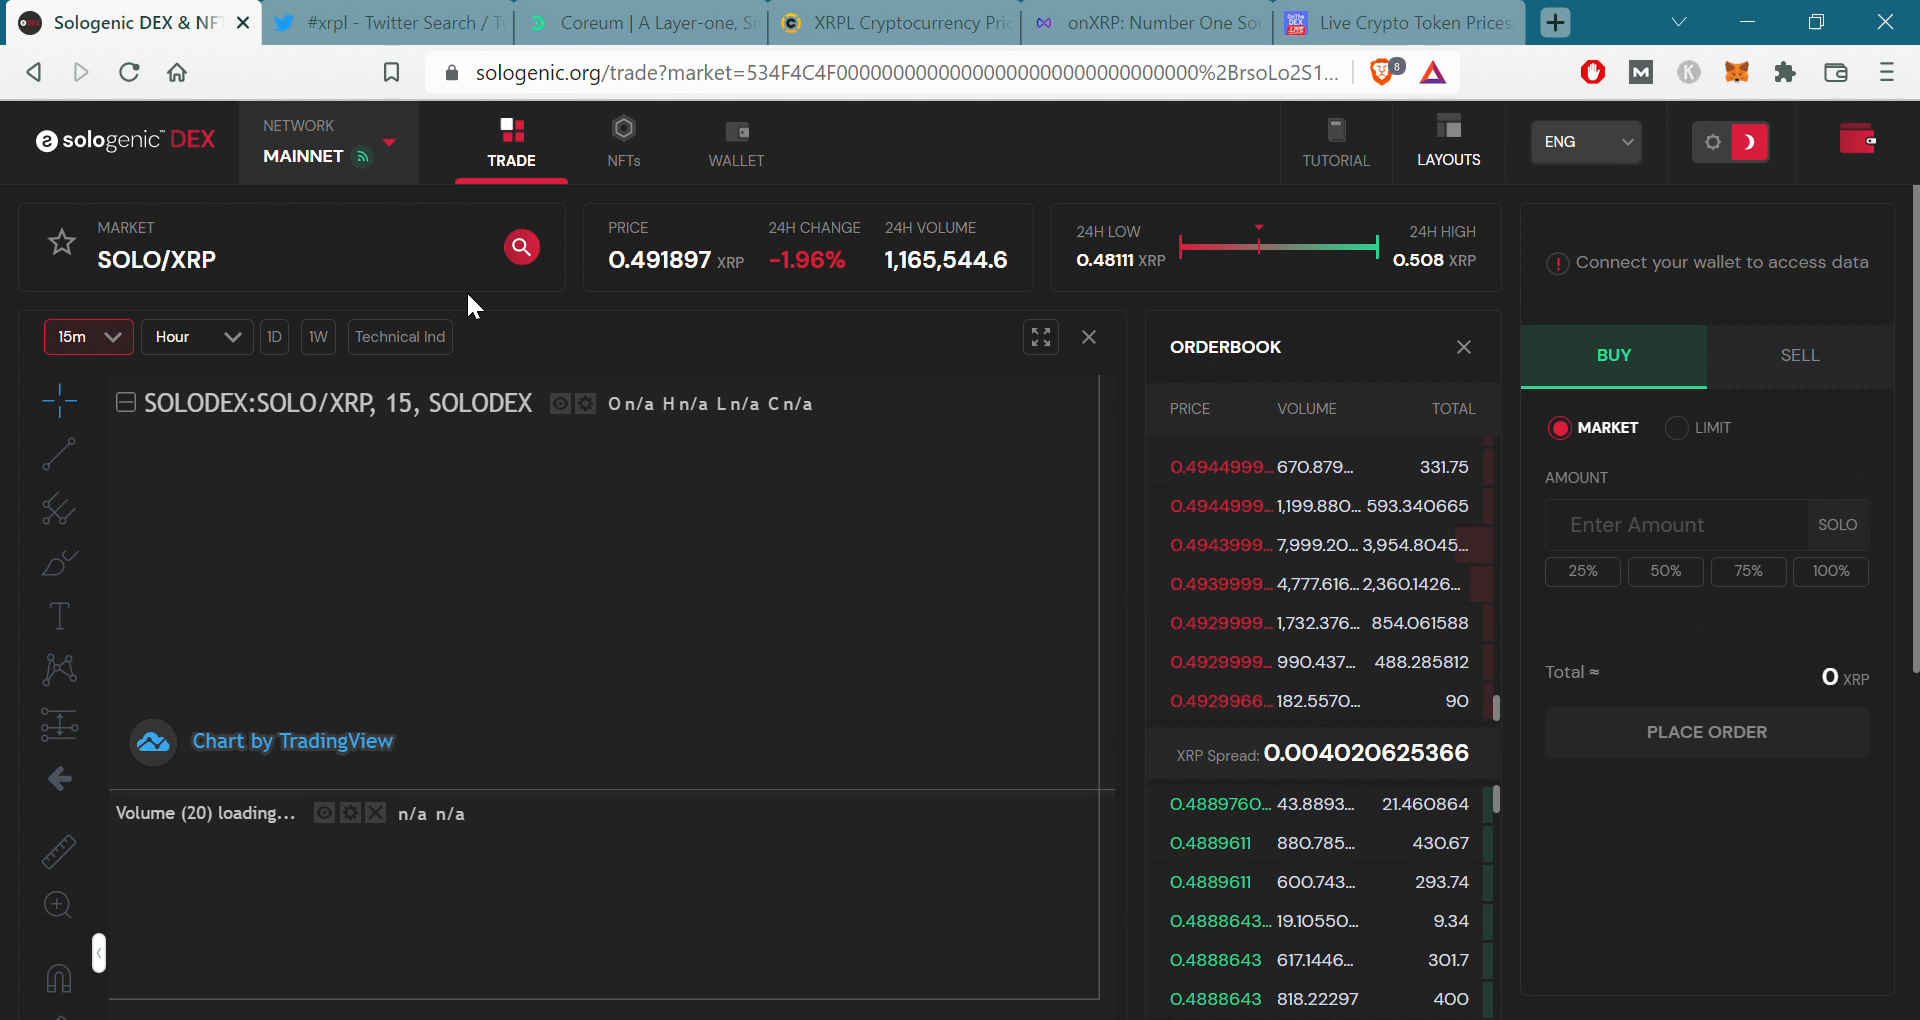 Sologenic DEX & NF
#xrpl - Twitter Search / T
Coreum | A Layer-one, S
XRPL Cryptocurrency Pric
onXRP: Number One Sou
Live Crypto Token Prices,
sologenic.org/trade?market=534F4C4F00000000000000000000000000000000%2BrsoLo2S1...
8
sologenic™ DEX
NETWORK
MAINNET
TRADE
NFTs
WALLET
TUTORIAL
LAYOUTS
ENG
MARKET
SOLO/XRP
PRICE
0.491897 XRP
24H CHANGE
-1.96%
24H VOLUME
1,165,544.6
24H LOW
0.48111 XRP
24H HIGH
0.508 XRP
Connect your wallet to access data
15m
Hour
1D
1W
Technical Ind
SOLODEX:SOLO/XRP, 15, SOLODEX
O n/a H n/a L n/a C n/a
Chart by TradingView
Volume (20) loading...
n/a n/a
ORDERBOOK
PRICE VOLUME TOTAL
0.4944999... 670.879... 331.75
0.4944999... 1,199.880... 593.340665
0.4943999... 7,999.20... 3,954.8045...
0.4939999... 4,777.616... 2,360.1426...
0.4929999... 1,732.376... 854.061588
0.4929999... 990.437... 488.285812
0.4929966... 182.5570... 90
XRP Spread: 0.004020625366
0.4889760... 43.8893... 21.460864
0.4889611 880.785... 430.67
0.4889611 600.743... 293.74
0.4888643... 19.10550... 9.34
0.4888643 617.1446... 301.7
0.4888643 818.22297 400
BUY
SELL
MARKET
LIMIT
AMOUNT
Enter Amount
SOLO
25%
50%
75%
100%
Total ≈
0 XRP
PLACE ORDER